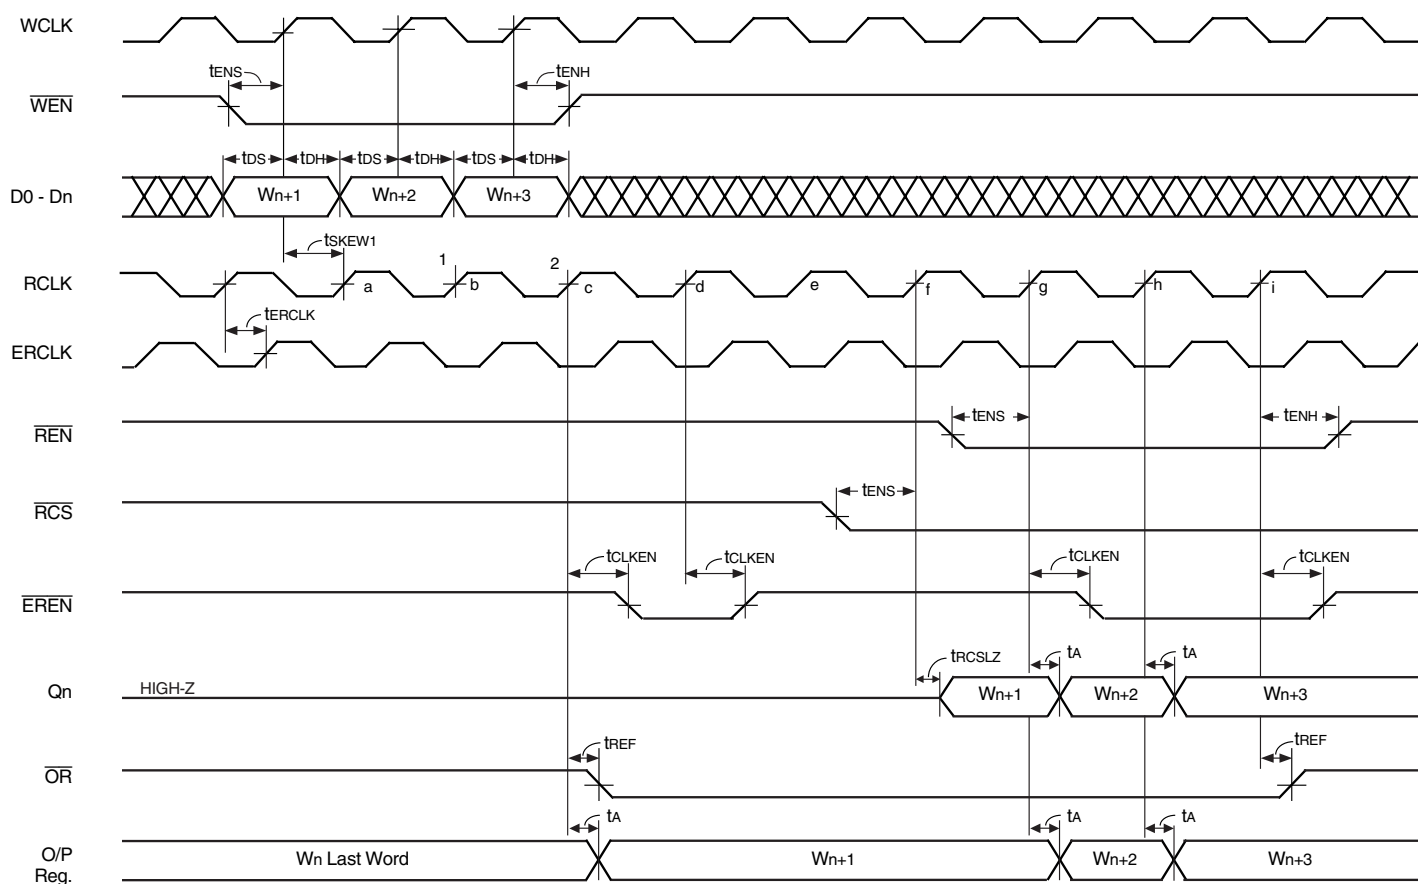 WCLK
tENS
tENH
WEN
tDS
tDH
tDS
tDH
tDS
tDH
D0 - Dn
Wn+1
Wn+2
Wn+3
tSKEW1
1
2
RCLK
a
b
c
d
e
f
g
h
i
tERCLK
ERCLK
tENS
tENH
REN
tENS
RCS
tCLKEN
tCLKEN
tCLKEN
tCLKEN
EREN
tRCSLZ
tA
tA
Qn
HIGH-Z
Wn+1
Wn+2
Wn+3
tREF
tREF
OR
tA
tA
tA
O/P
Reg.
Wn Last Word
Wn+1
Wn+2
Wn+3